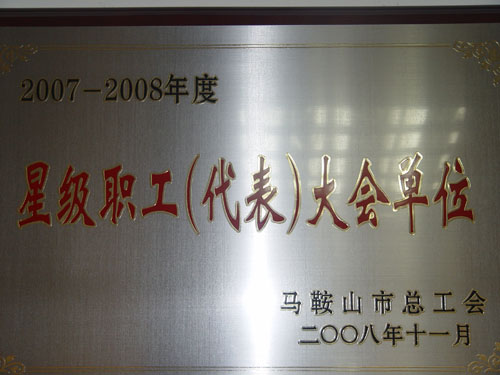 2007-2008年度
星级职工(代表)大会单位
马鞍山市总工会
二〇〇八年十一月